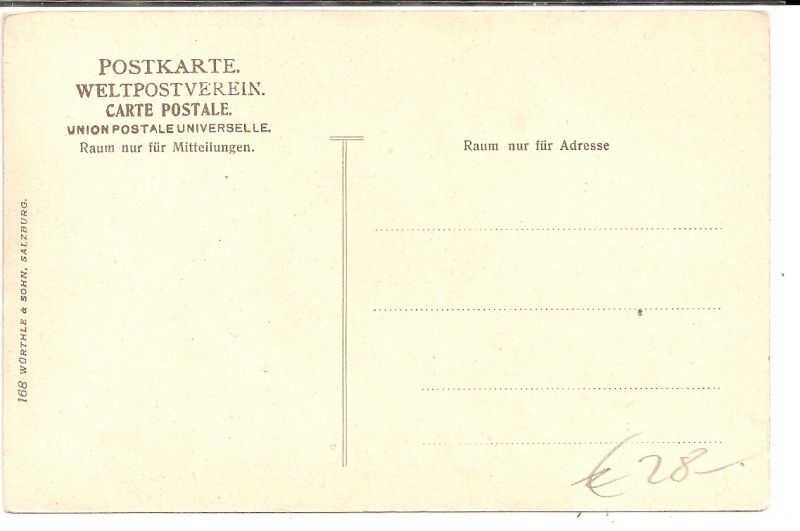 POSTKARTE.
WELTPOSTVEREIN.
CARTE POSTALE.
UNION POSTALE UNIVERSELLE.
Raum nur für Mitteilungen.
Raum nur für Adresse
168 WÜRTHLE & SOHN, SALZBURG.
€ 28-.